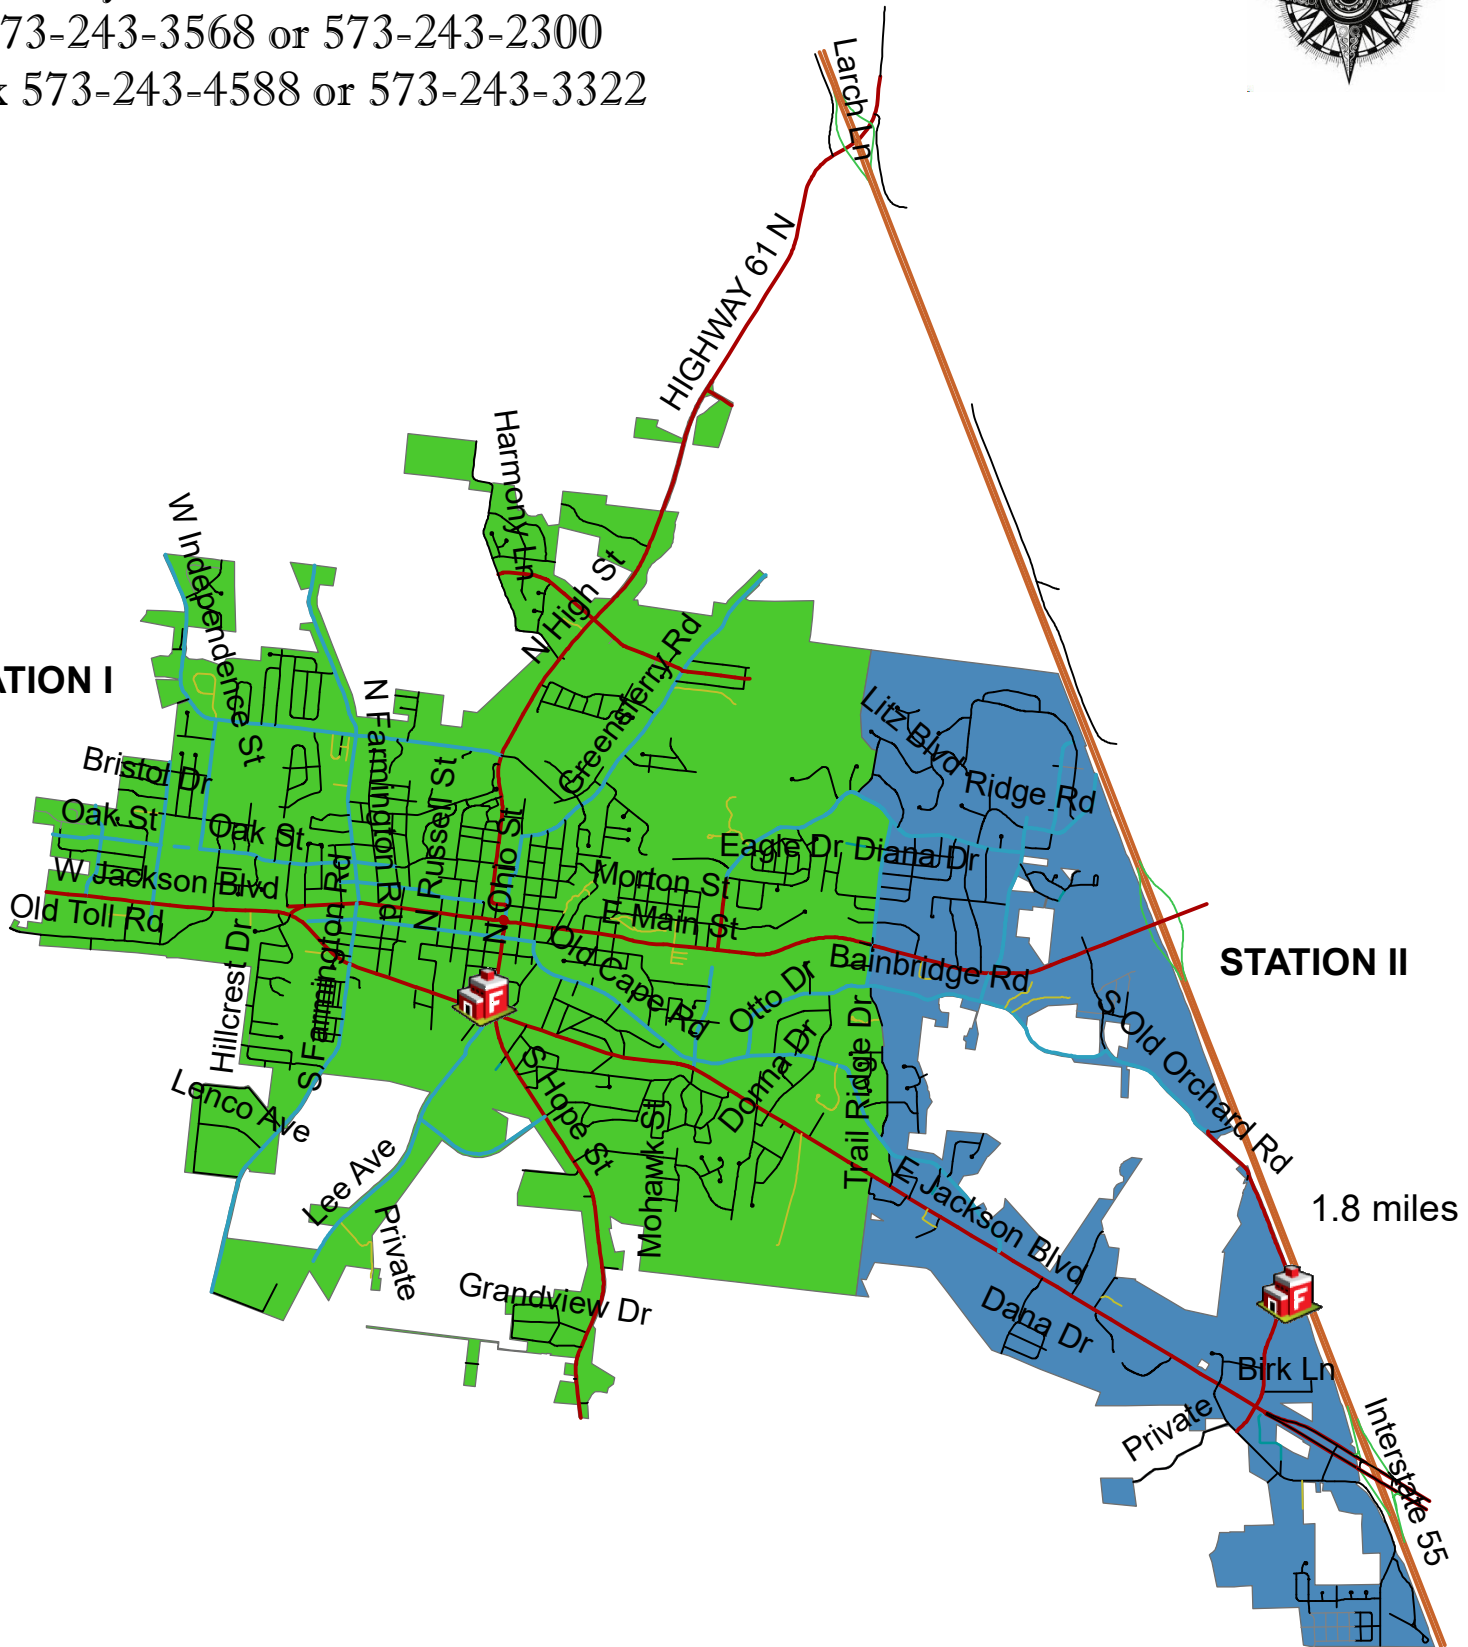 73-243-3568 or 573-243-2300
573-243-4588 or 573-243-3322
Larch Ln
HIGHWAY 61 N
Harmony Ln
W Independence St
N High St
Greensferry Rd
ATION I
N Farmington Rd
Litz Blvd
Bristol Dr
Ridge Rd
N Russell St
Oak St
Oak St
N Ohio St
Eagle Dr
Diana Dr
W Jackson Blvd
Morton St
Old Toll Rd
E Main St
Hillcrest Dr
S Farmington Rd
Old Cape Rd
Bainbridge Rd
STATION II
Otto Dr
S Old Orchard Rd
Trail Ridge Dr
Donna Dr
S Hope St
Lenco Ave
Mohawk St
Lee Ave
E Jackson Blvd
1.8 miles
Private
Grandview Dr
Dana Dr
Birk Ln
Private
Interstate 55
F
F